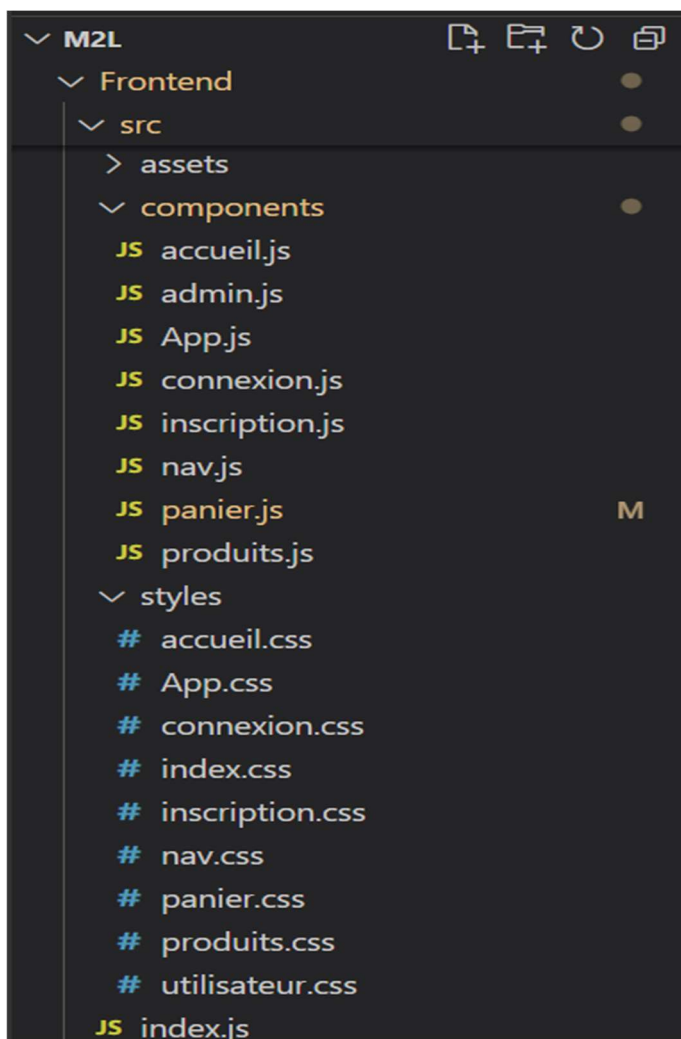 M2L
Frontend
src
assets
components
JS accueil.js
JS admin.js
JS App.js
JS connexion.js
JS inscription.js
JS nav.js
JS panier.js M
JS produits.js
styles
# accueil.css
# App.css
# connexion.css
# index.css
# inscription.css
# nav.css
# panier.css
# produits.css
# utilisateur.css
JS index.js